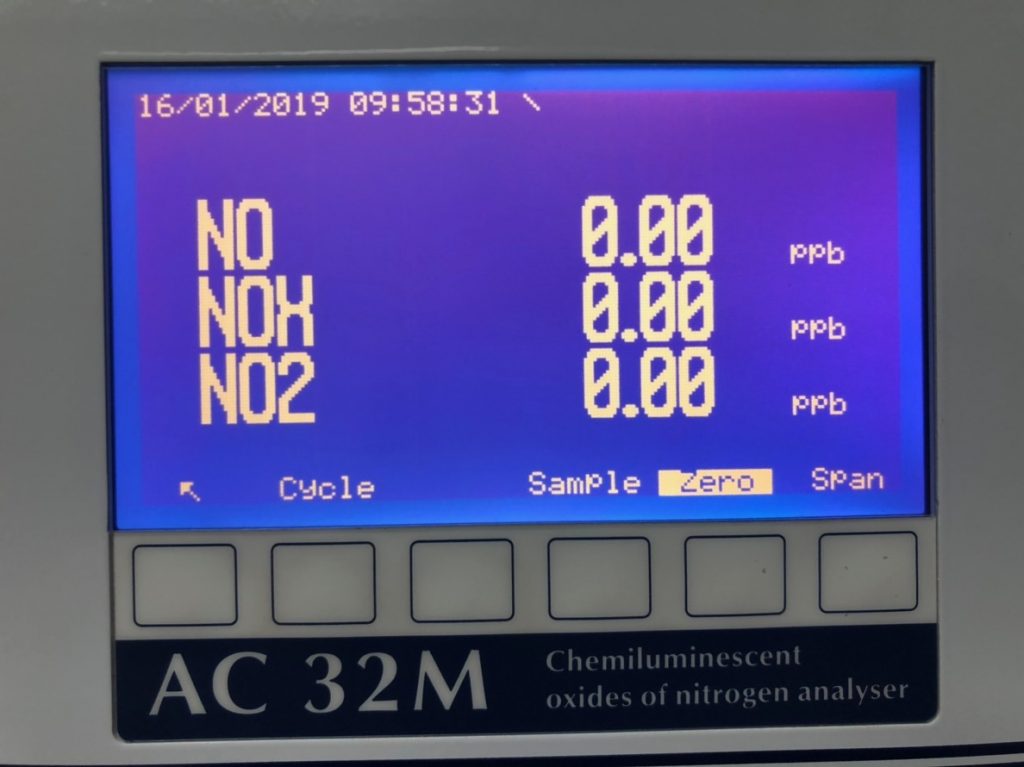 16/01/2019 09:58:31 \
NO 0.00 ppb
NOX 0.00 ppb
NO2 0.00 ppb
↖ Cycle Sample Zero Span
AC 32M
Chemiluminescent
oxides of nitrogen analyser